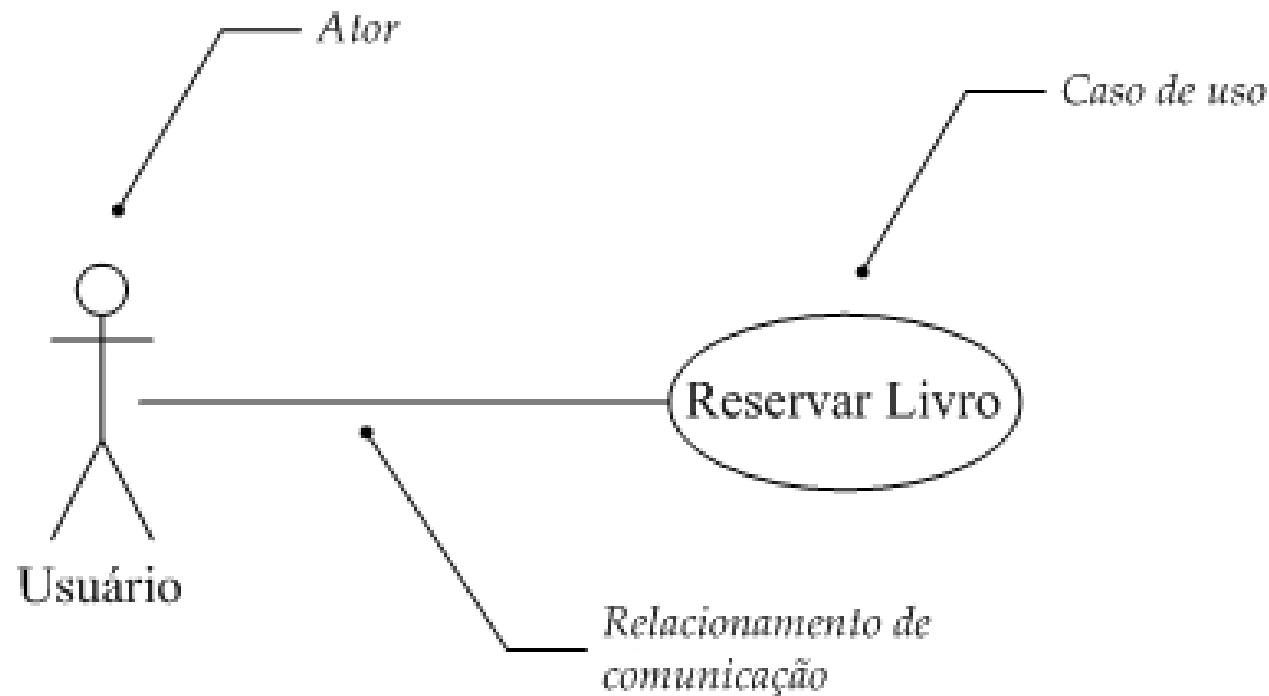 Ator
Caso de uso
Reservar Livro
Usuário
Relacionamento de
comunicação